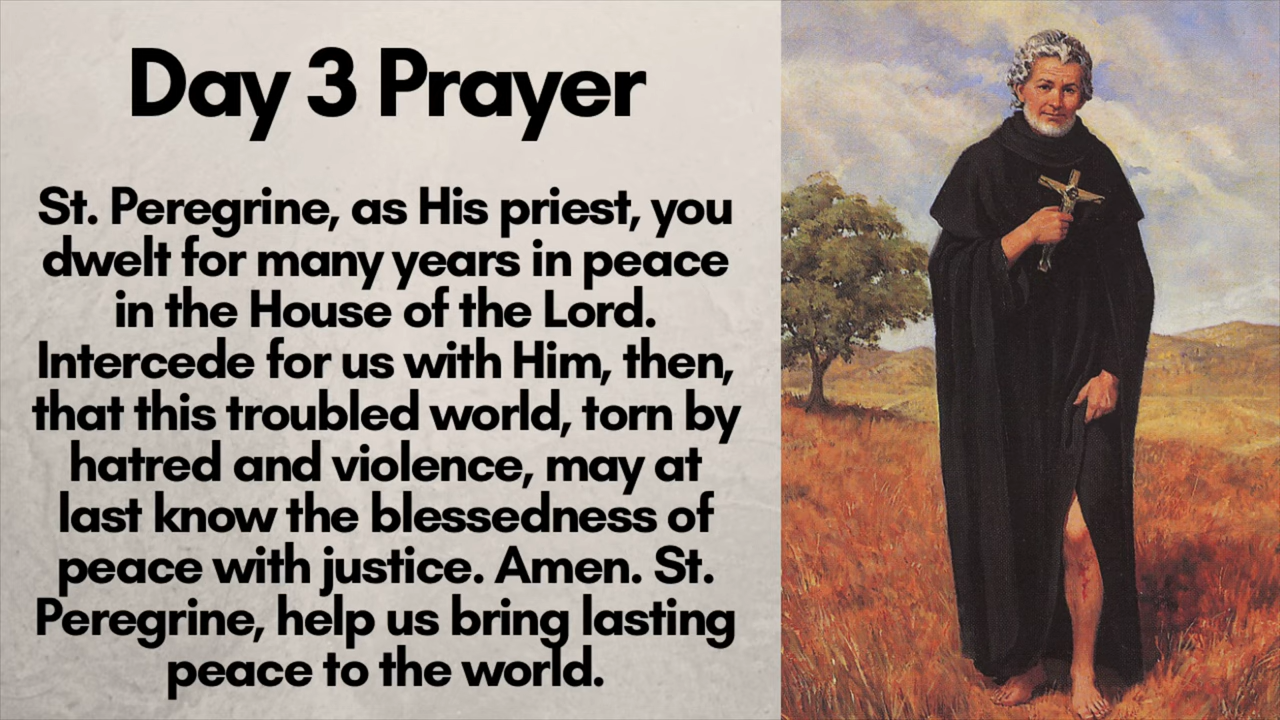 Day 3 Prayer
St. Peregrine, as His priest, you
dwelt for many years in peace
in the House of the Lord.
Intercede for us with Him, then,
that this troubled world, torn by
hatred and violence, may at
last know the blessedness of
peace with justice. Amen. St.
Peregrine, help us bring lasting
peace to the world.